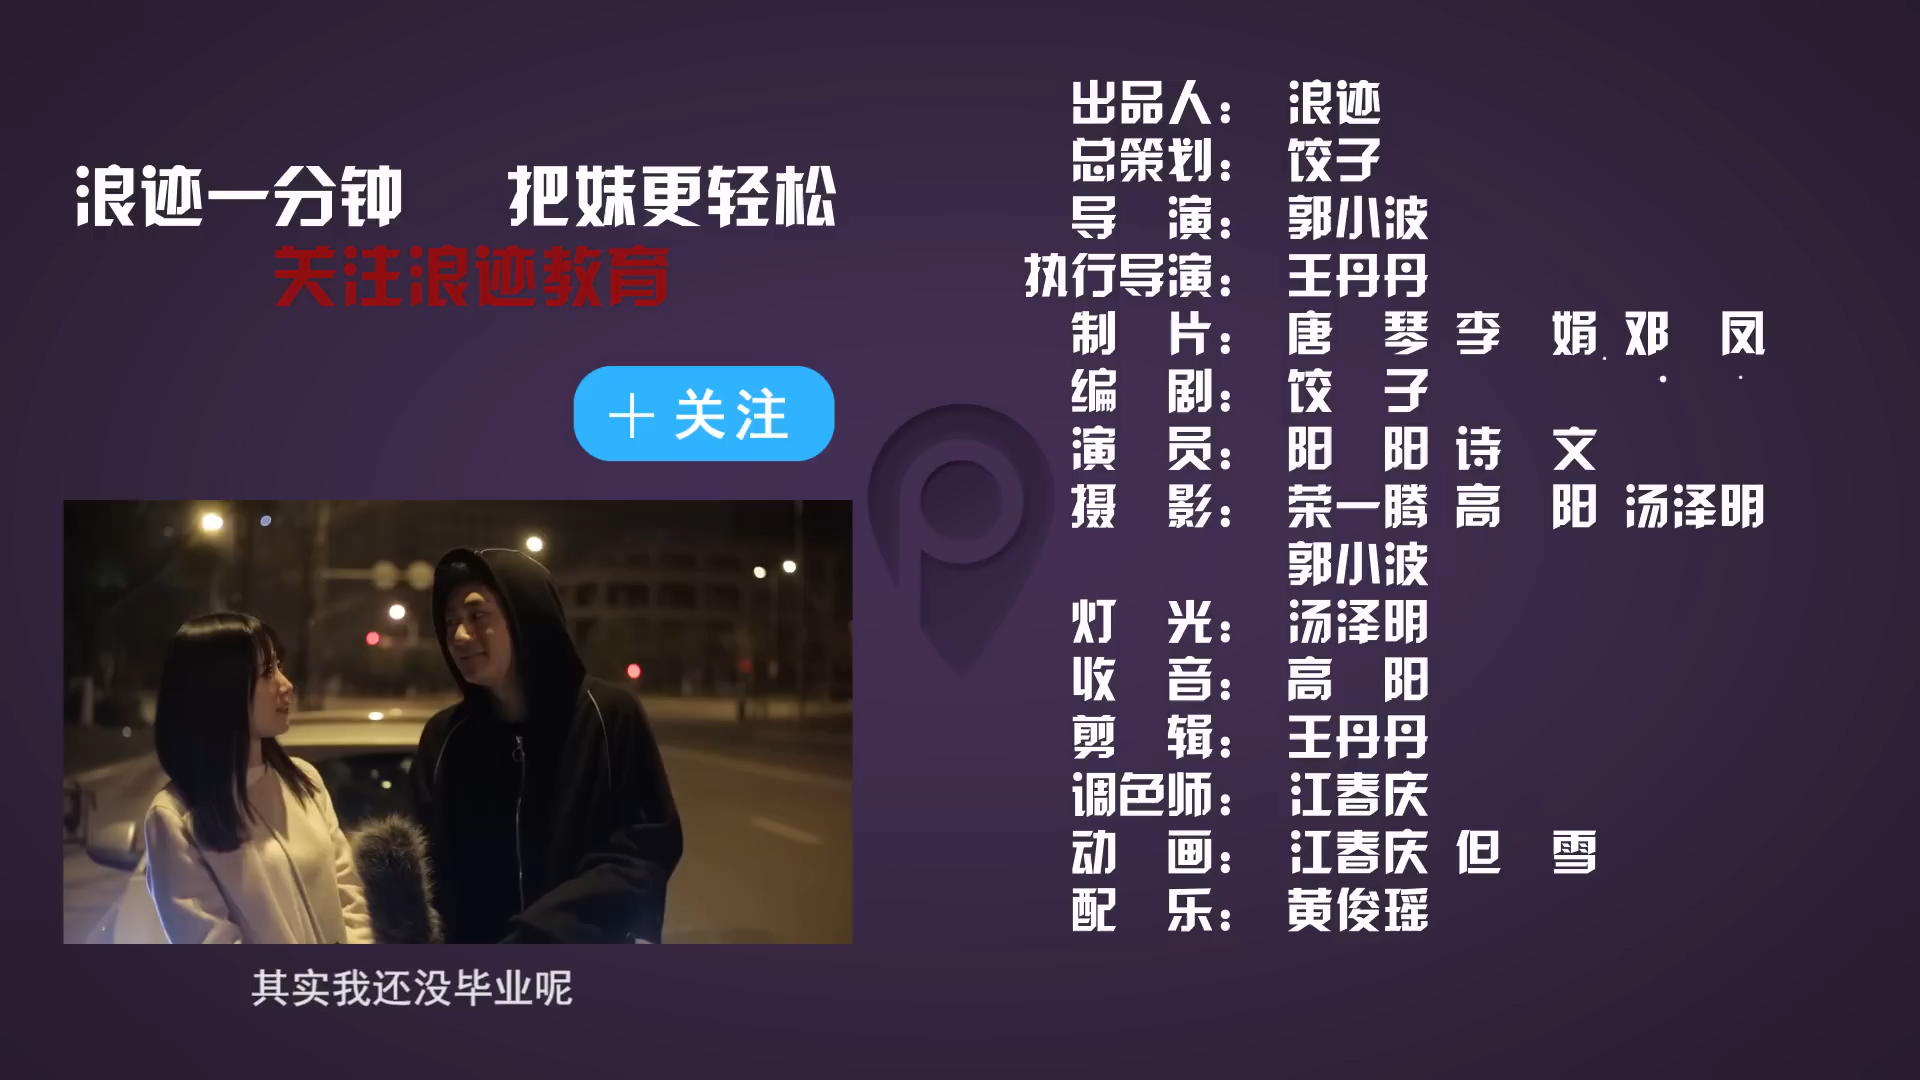 浪迹一分钟 把妹更轻松
关注浪迹教育
+ 关注
其实我还没毕业呢
出品人： 浪迹
总策划： 饺子
导 演： 郭小波
执行导演： 王丹丹
制 片： 唐 琴 李 娟 邓 凤
编 剧： 饺 子
演 员： 阳 阳 诗 文
摄 影： 荣一腾 高 阳 汤泽明
郭小波
灯 光： 汤泽明
收 音： 高 阳
剪 辑： 王丹丹
调色师： 江春庆
动 画： 江春庆 但 雪
配 乐： 黄俊瑶